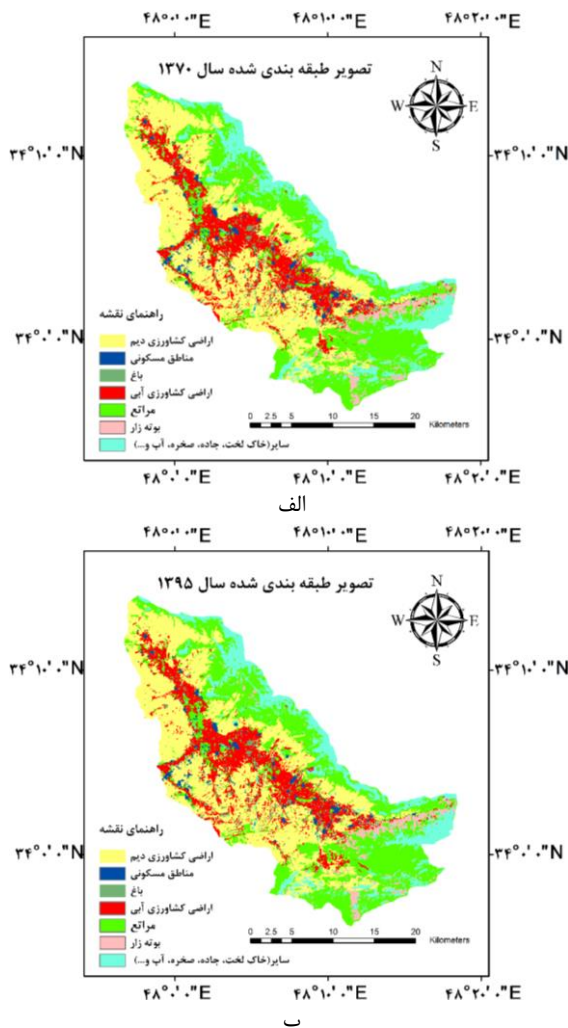 ۴۸°۰'۰"E ۴۸°۱۰'۰"E ۴۸°۲۰'۰"E
تصویر طبقه بندی شده سال ۱۳۷۰
N
W E
S
۳۴°۱۰'۰"N ۳۴°۱۰'۰"N
۳۴°۰'۰"N ۳۴°۰'۰"N
راهنمای نقشه
اراضی کشاورزی دیم
مناطق مسکونی
باغ
اراضی کشاورزی آبی
مراتع
بوته زار
سایر(خاک لخت، جاده، صخره، آب و...)
0 2.5 5 10 15 20
Kilometers
۴۸°۰'۰"E ۴۸°۱۰'۰"E ۴۸°۲۰'۰"E
الف
۴۸°۰'۰"E ۴۸°۱۰'۰"E ۴۸°۲۰'۰"E
تصویر طبقه بندی شده سال ۱۳۹۵
N
W E
S
۳۴°۱۰'۰"N ۳۴°۱۰'۰"N
۳۴°۰'۰"N ۳۴°۰'۰"N
راهنمای نقشه
اراضی کشاورزی دیم
مناطق مسکونی
باغ
اراضی کشاورزی آبی
مراتع
بوته زار
سایر(خاک لخت، جاده، صخره، آب و...)
0 2.5 5 10 15 20
Kilometers
۴۸°۰'۰"E ۴۸°۱۰'۰"E ۴۸°۲۰'۰"E
ب